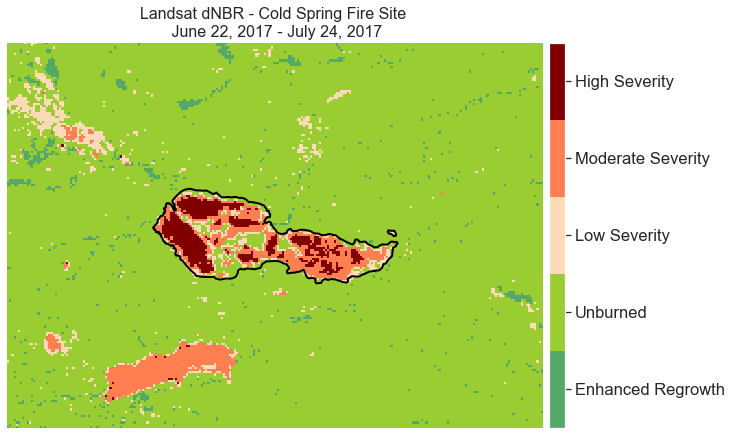 Landsat dNBR - Cold Spring Fire Site
June 22, 2017 - July 24, 2017
High Severity
Moderate Severity
Low Severity
Unburned
Enhanced Regrowth